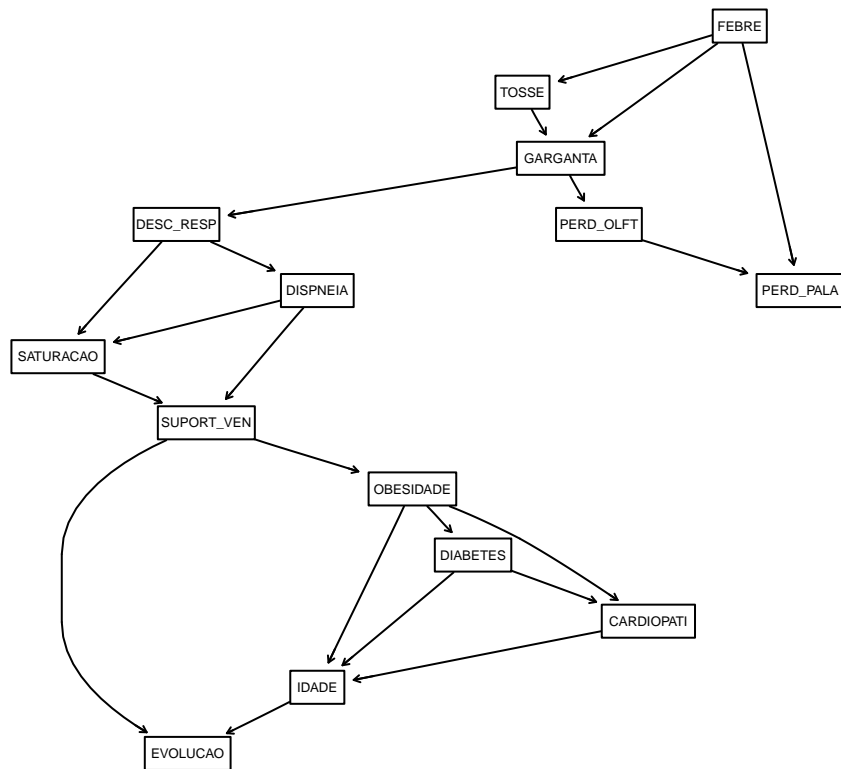 FEBRE
TOSSE
GARGANTA
DESC_RESP
PERD_OLFT
DISPNEIA
PERD_PALA
SATURACAO
SUPORT_VEN
OBESIDADE
DIABETES
CARDIOPATI
IDADE
EVOLUCAO